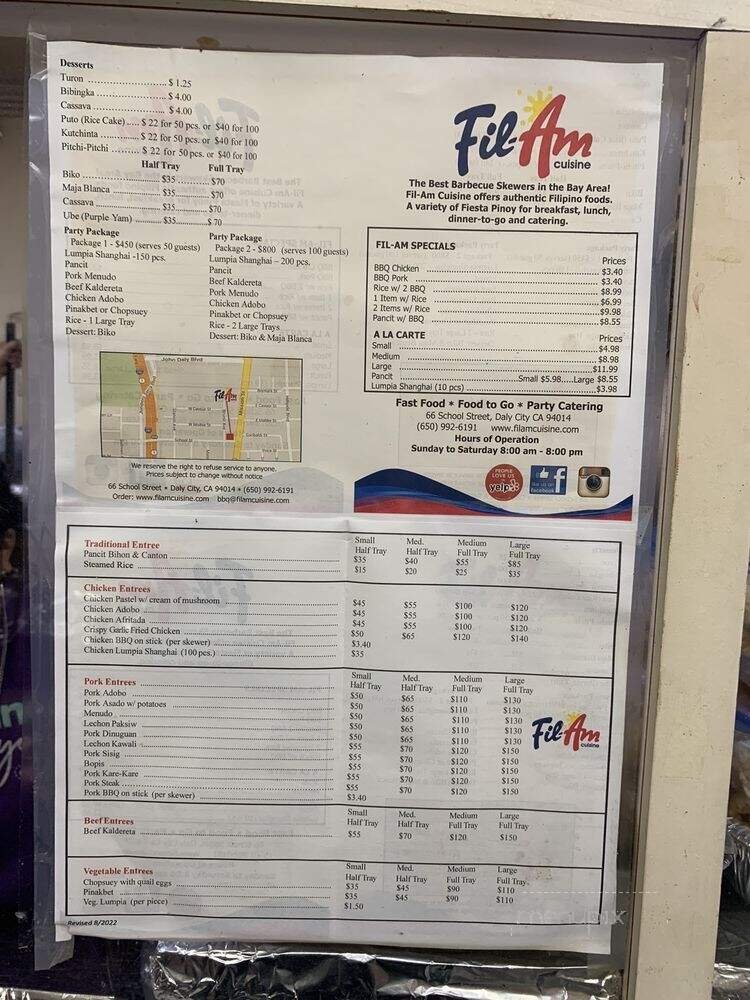 Desserts
Turon ........................ $ 1.25
Bibingka ...................... $ 4.00
Cassava ...................... $ 4.00
Puto (Rice Cake)..... $ 22 for 50 pcs. or $40 for 100
Kutchinta ............. $ 22 for 50 pcs. or $40 for 100
Pitchi-Pitchi ......... $ 22 for 50 pcs. or $40 for 100
Half Tray Full Tray
Biko ........................ $35........... $70
Maja Blanca ................ $35........... $70
Cassava ..................... $35........... $70
Ube (Purple Yam) ......... $35........... $ 70
Party Package
Package 1 - $450 (serves 50 guests)
Lumpia Shanghai -150 pcs.
Pancit
Pork Menudo
Beef Kaldereta
Chicken Adobo
Pinakbet or Chopsuey
Rice - 1 Large Tray
Dessert: Biko
Party Package
Package 2 - $800 (serves 100 guests)
Lumpia Shanghai – 200 pcs.
Pancit
Beef Kaldereta
Pork Menudo
Chicken Adobo
Pinakbet or Chopsuey
Rice - 2 Large Trays
Dessert: Biko & Maja Blanca
John Daly Blvd
Fil-Am
School St
We reserve the right to refuse service to anyone.
Prices subject to change without notice
66 School Street • Daly City, CA 94014 • (650) 992-6191
Order: www.filamcuisine.com bbq@filamcuisine.com
Fil-Am
cuisine
The Best Barbecue Skewers in the Bay Area!
Fil-Am Cuisine offers authentic Filipino foods.
A variety of Fiesta Pinoy for breakfast, lunch,
dinner-to-go and catering.
FIL-AM SPECIALS
Prices
BBQ Chicken ........ $3.40
BBQ Pork ........ $3.40
Rice w/ 2 BBQ ........ $8.99
1 Item w/ Rice ........ $6.99
2 Items w/ Rice ........ $9.98
Pancit w/ BBQ ........ $8.55
A LA CARTE Prices
Small ........ $4.98
Medium ........ $8.98
Large ........ $11.99
Pancit ........ Small $5.98.....Large $8.55
Lumpia Shanghai (10 pcs) ........ $3.98
Fast Food * Food to Go * Party Catering
66 School Street, Daly City CA 94014
(650) 992-6191 www.filamcuisine.com
Hours of Operation
Sunday to Saturday 8:00 am - 8:00 pm
PEOPLE LOVE US yelp
like us on facebook
Traditional Entree Small Half Tray Med. Half Tray Medium Full Tray Large Full Tray
Pancit Bihon & Canton ........ $35 $40 $55 $85
Steamed Rice ........ $15 $20 $25 $35
Chicken Entrees
Chicken Pastel w/ cream of mushroom ........ $45 $55 $100 $120
Chicken Adobo ........ $45 $55 $100 $120
Chicken Afritada ........ $45 $55 $100 $120
Crispy Garlic Fried Chicken ........ $50 $65 $120 $140
Chicken BBQ on stick (per skewer) ........ $3.40
Chicken Lumpia Shanghai (100 pcs.) ........ $35
Pork Entrees Small Half Tray Med. Half Tray Medium Full Tray Large Full Tray
Pork Adobo ........ $50 $65 $110 $130
Pork Asado w/ potatoes ........ $50 $65 $110 $130
Menudo ........ $50 $65 $110 $130
Lechon Paksiw ........ $50 $65 $110 $130
Pork Dinuguan ........ $50 $65 $110 $130
Lechon Kawali ........ $55 $70 $120 $150
Pork Sisig ........ $55 $70 $120 $150
Bopis ........ $55 $70 $120 $150
Pork Kare-Kare ........ $55 $70 $120 $150
Pork Steak ........ $55 $70 $120 $150
Pork BBQ on stick (per skewer) ........ $3.40
Fil-Am
cuisine
Beef Entrees Small Half Tray Med. Half Tray Medium Full Tray Large Full Tray
Beef Kaldereta ........ $55 $70 $120 $150
Vegetable Entrees Small Half Tray Med. Half Tray Medium Full Tray Large Full Tray
Chopsuey with quail eggs ........ $35 $45 $90 $110
Pinakbet ........ $35 $45 $90 $110
Veg. Lumpia (per piece) ........ $1.50
Revised 8/2022